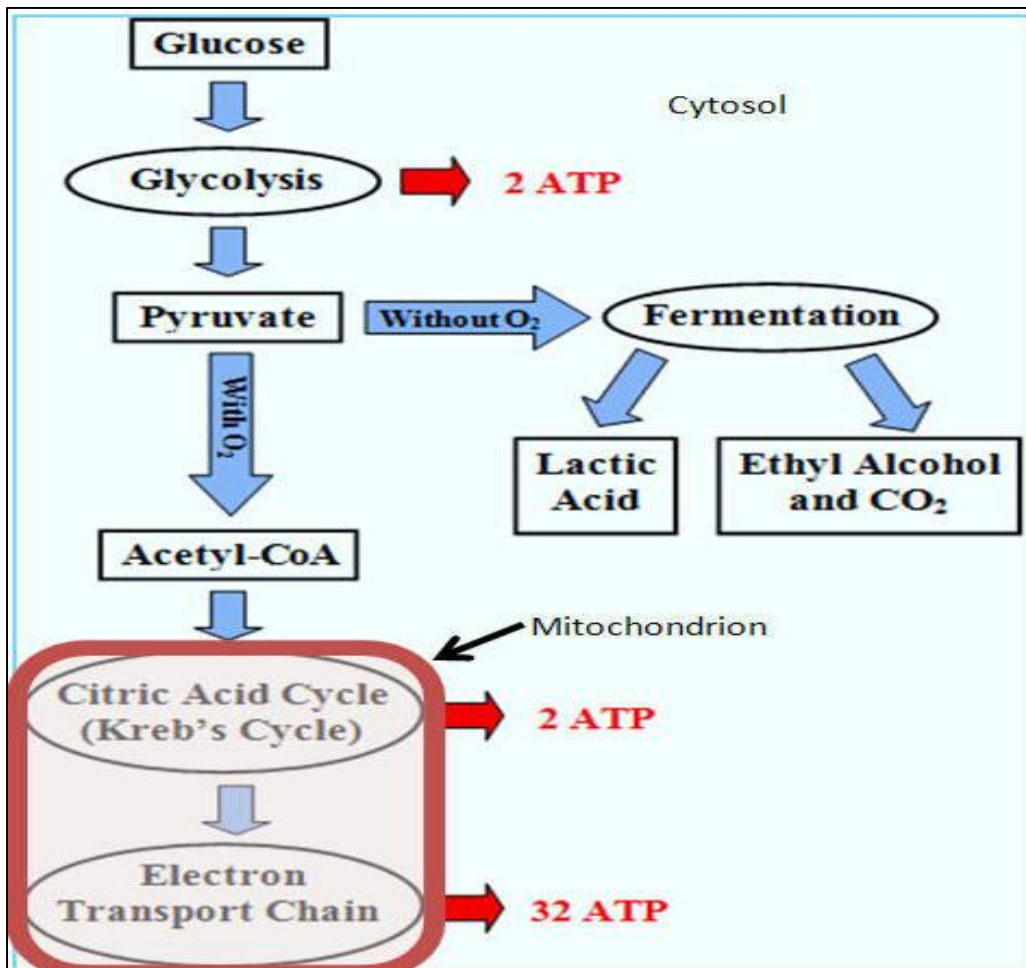 Glucose
Cytosol
Glycolysis
2 ATP
Pyruvate
Without O₂
Fermentation
With O₂
Lactic
Acid
Ethyl Alcohol
and CO₂
Acetyl-CoA
Mitochondrion
Citric Acid Cycle
(Kreb's Cycle)
2 ATP
Electron
Transport Chain
32 ATP